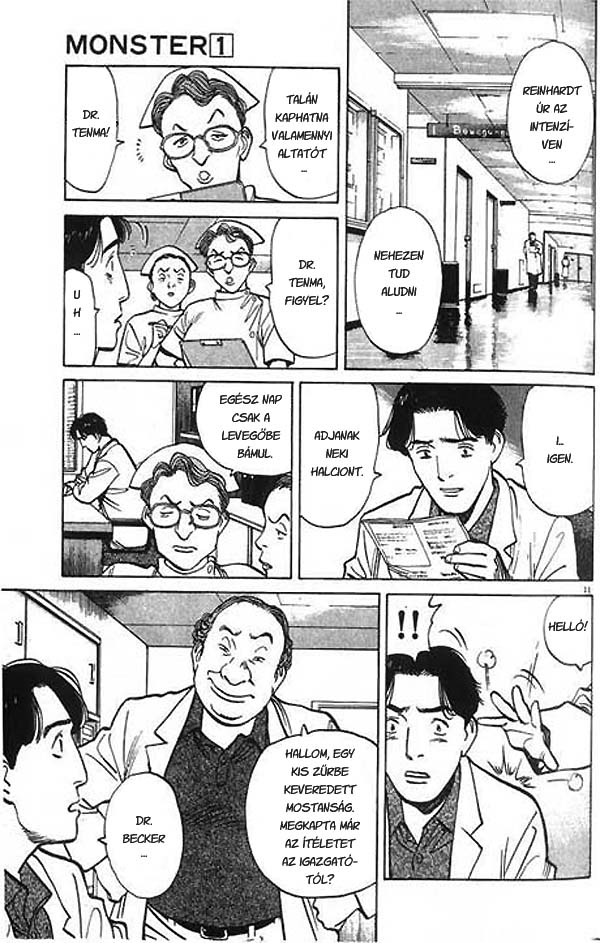 MONSTER 1
REINHARDT
ÚR AZ
INTENZÍ-
VEN
...
NEHEZEN
TUD
ALUDNI
...
TALÁN
KAPHATNA
VALAMENNYI
ALTATÓT
...
DR.
TENMA!
DR.
TENMA,
FIGYEL?
U
H
...
I...
IGEN.
ADJANAK
NEKI
HALCIONT.
EGÉSZ NAP
CSAK A
LEVEGŐBE
BÁMUL.
11
HELLÓ!
!!
HALLOM, EGY
KIS ZŰRBE
KEVEREDETT
MOSTANSÁG.
MEGKAPTA MÁR
AZ ÍTÉLETET
AZ IGAZGATÓ-
TÓL?
DR.
BECKER
...